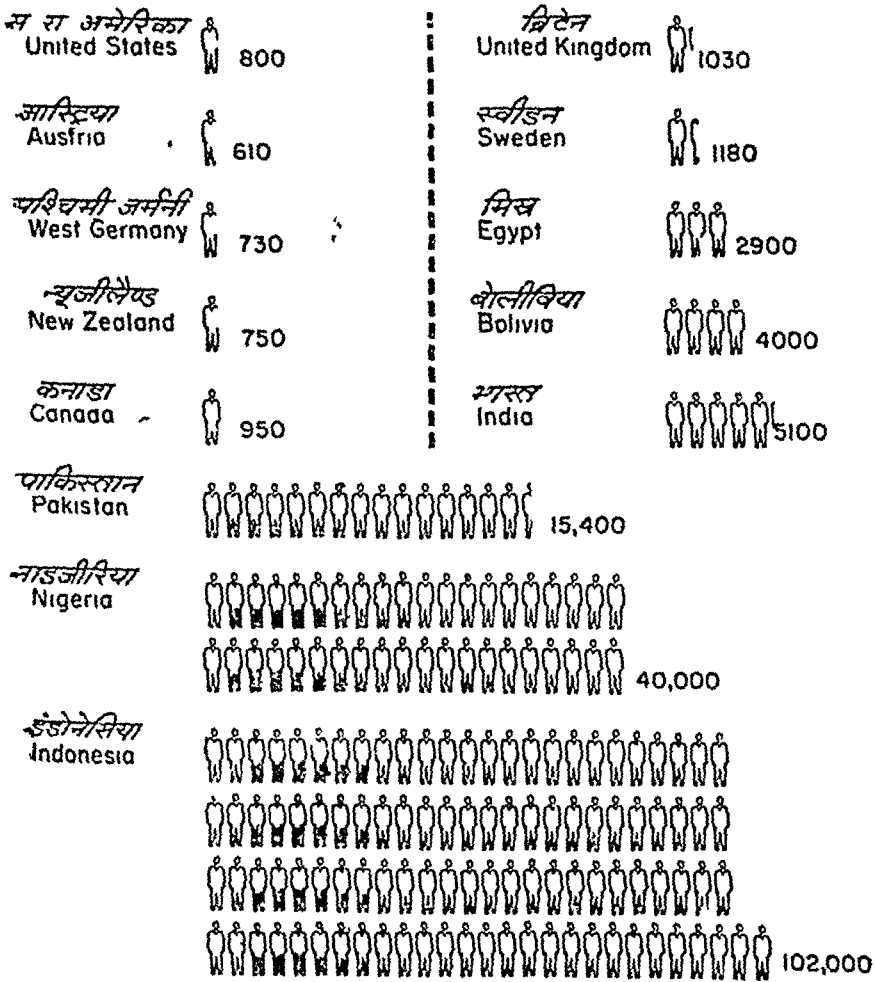 स रा अमेरिका
United States
800
आस्ट्रिया
Austria
610
पश्चिमी जर्मनी
West Germany
730
न्यूजीलैण्ड
New Zealand
750
कनाडा
Canada
950
ब्रिटेन
United Kingdom
1030
स्वीडन
Sweden
1180
मिस्र
Egypt
2900
बोलीविया
Bolivia
4000
भारत
India
5100
पाकिस्तान
Pakistan
15,400
नाइजीरिया
Nigeria
40,000
इंडोनेसिया
Indonesia
102,000